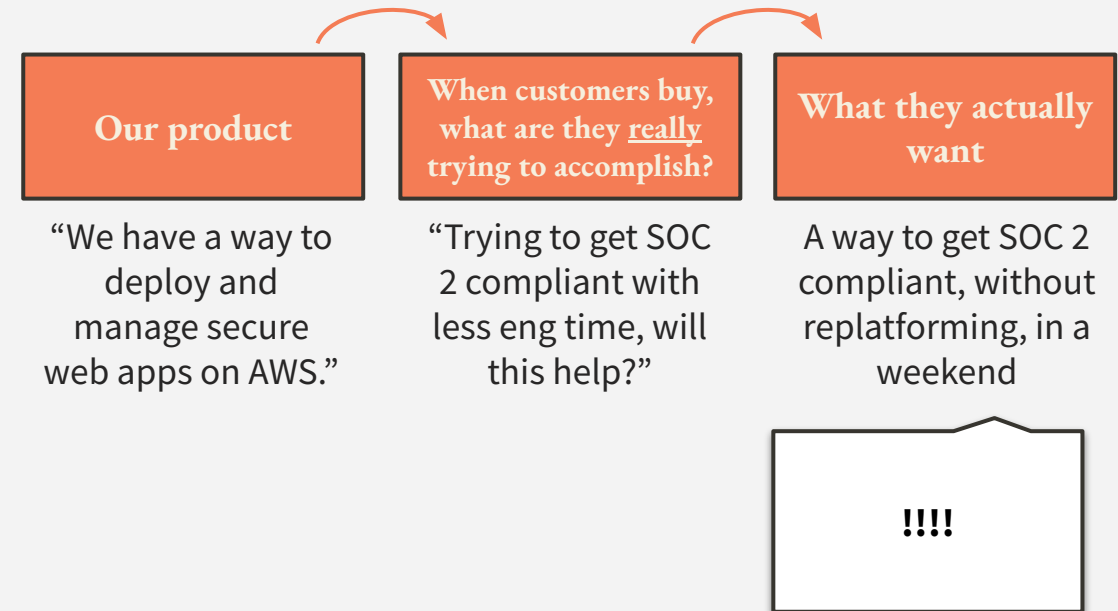 Our product
“We have a way to
deploy and
manage secure
web apps on AWS.”
When customers buy,
what are they really
trying to accomplish?
“Trying to get SOC
2 compliant with
less eng time, will
this help?”
What they actually
want
A way to get SOC 2
compliant, without
replatforming, in a
weekend
!!!!